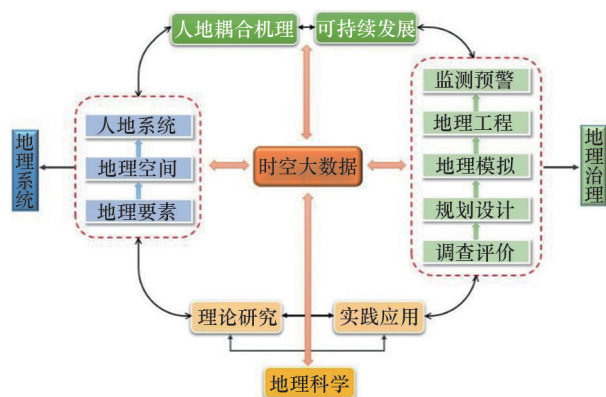 人地耦合机理
可持续发展
地理系统
人地系统
地理空间
地理要素
时空大数据
监测预警
地理工程
地理模拟
规划设计
调查评价
地理治理
理论研究
实践应用
地理科学